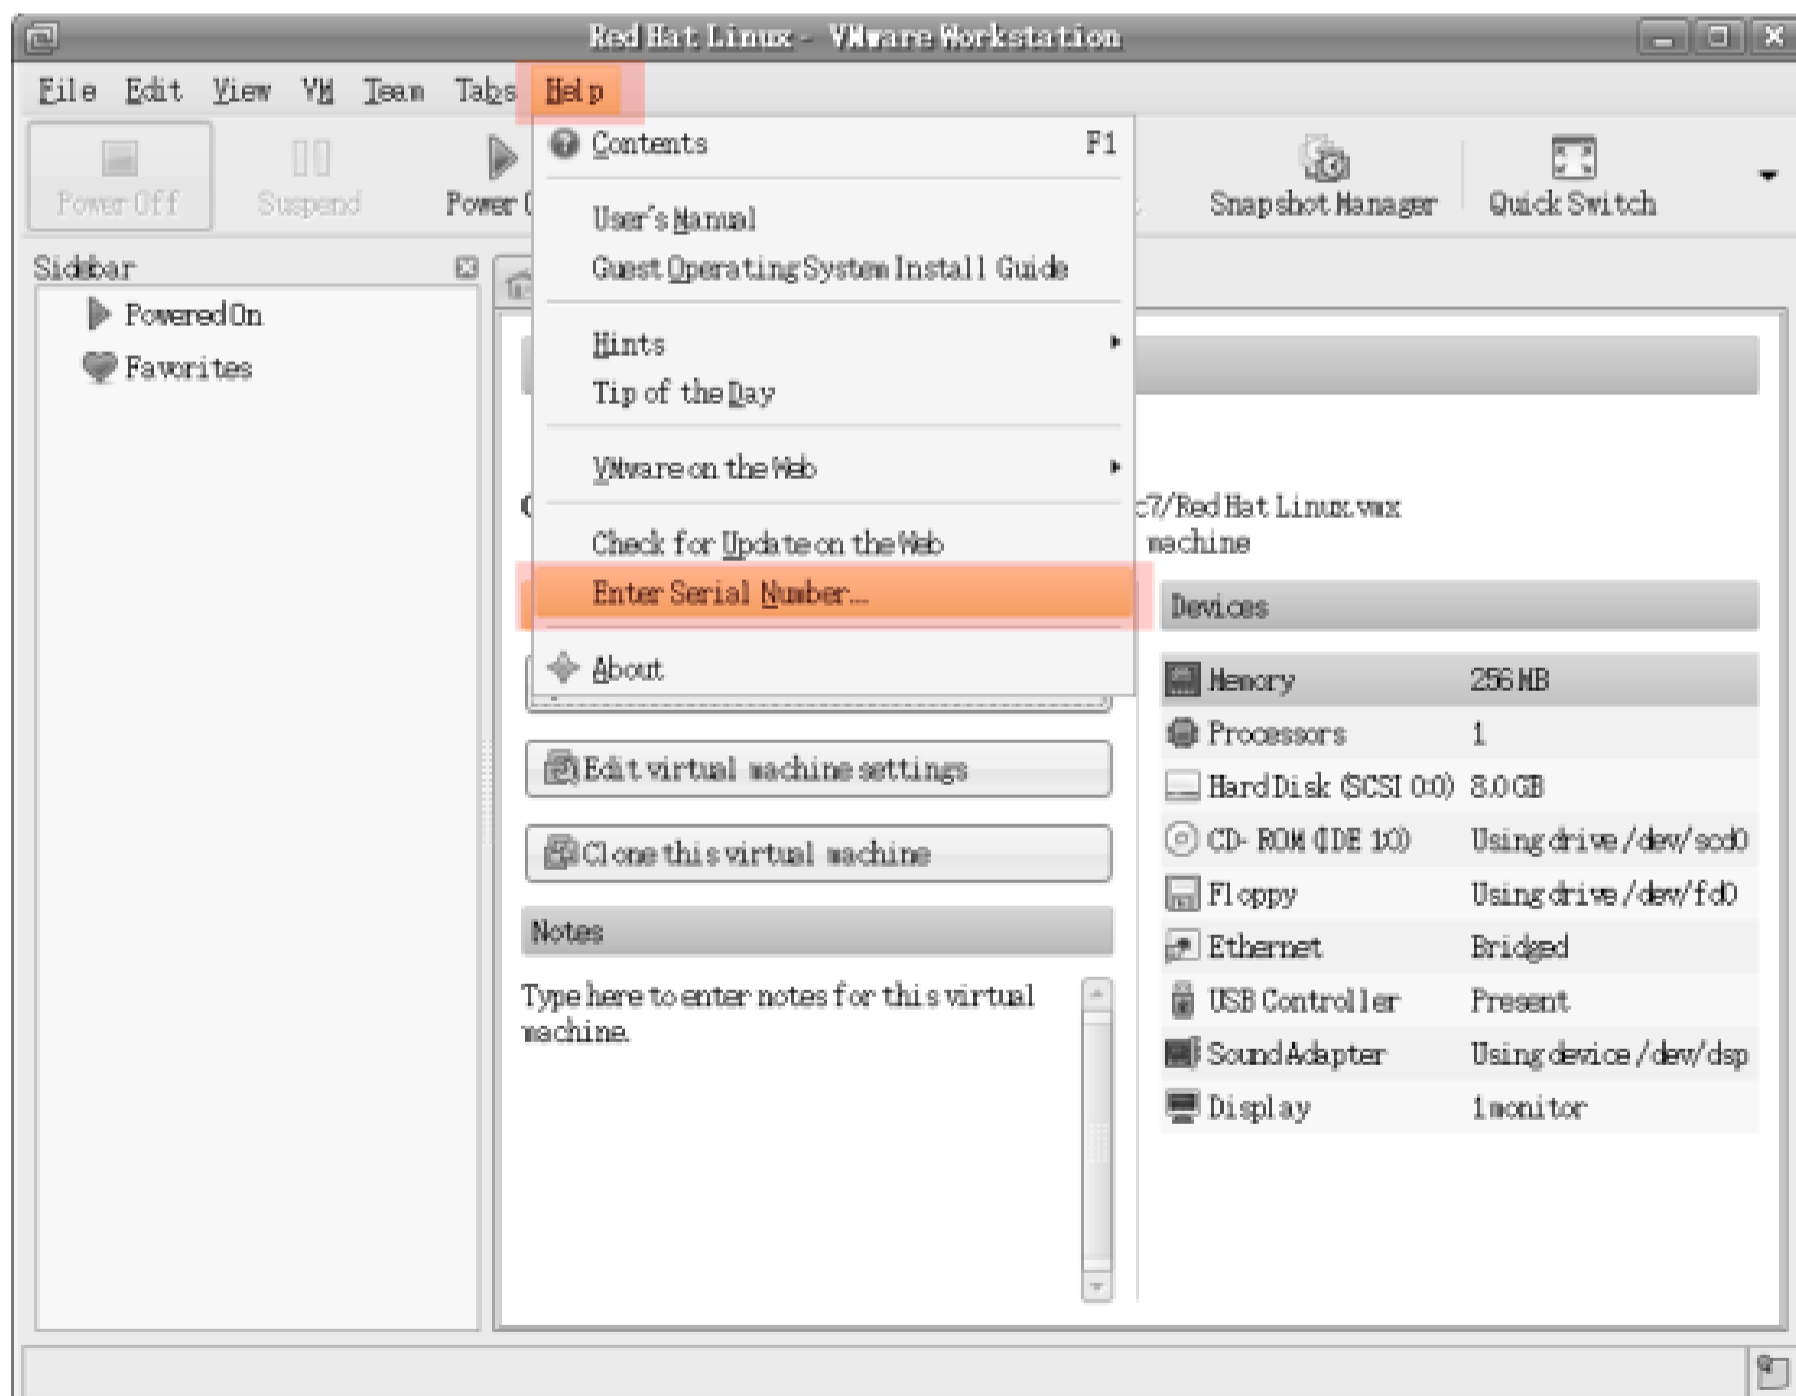 Red Hat Linux - VMware Workstation
File Edit View VM Team Tabs Help
Power Off Suspend Power Snapshot Manager Quick Switch
Contents F1
User's Manual
Guest Operating System Install Guide
Hints
Tip of the Day
VMware on the Web
Check for Update on the Web
Enter Serial Number...
About
Sidebar
Powered On
Favorites
c7/Red Hat Linux.vmx
machine
Edit virtual machine settings
Clone this virtual machine
Notes
Type here to enter notes for this virtual
machine.
Devices
Memory 256 MB
Processors 1
Hard Disk (SCSI 0:0) 8.0 GB
CD-ROM (IDE 1:0) Using drive /dev/scd0
Floppy Using drive /dev/fd0
Ethernet Bridged
USB Controller Present
Sound Adapter Using device /dev/dsp
Display 1 monitor